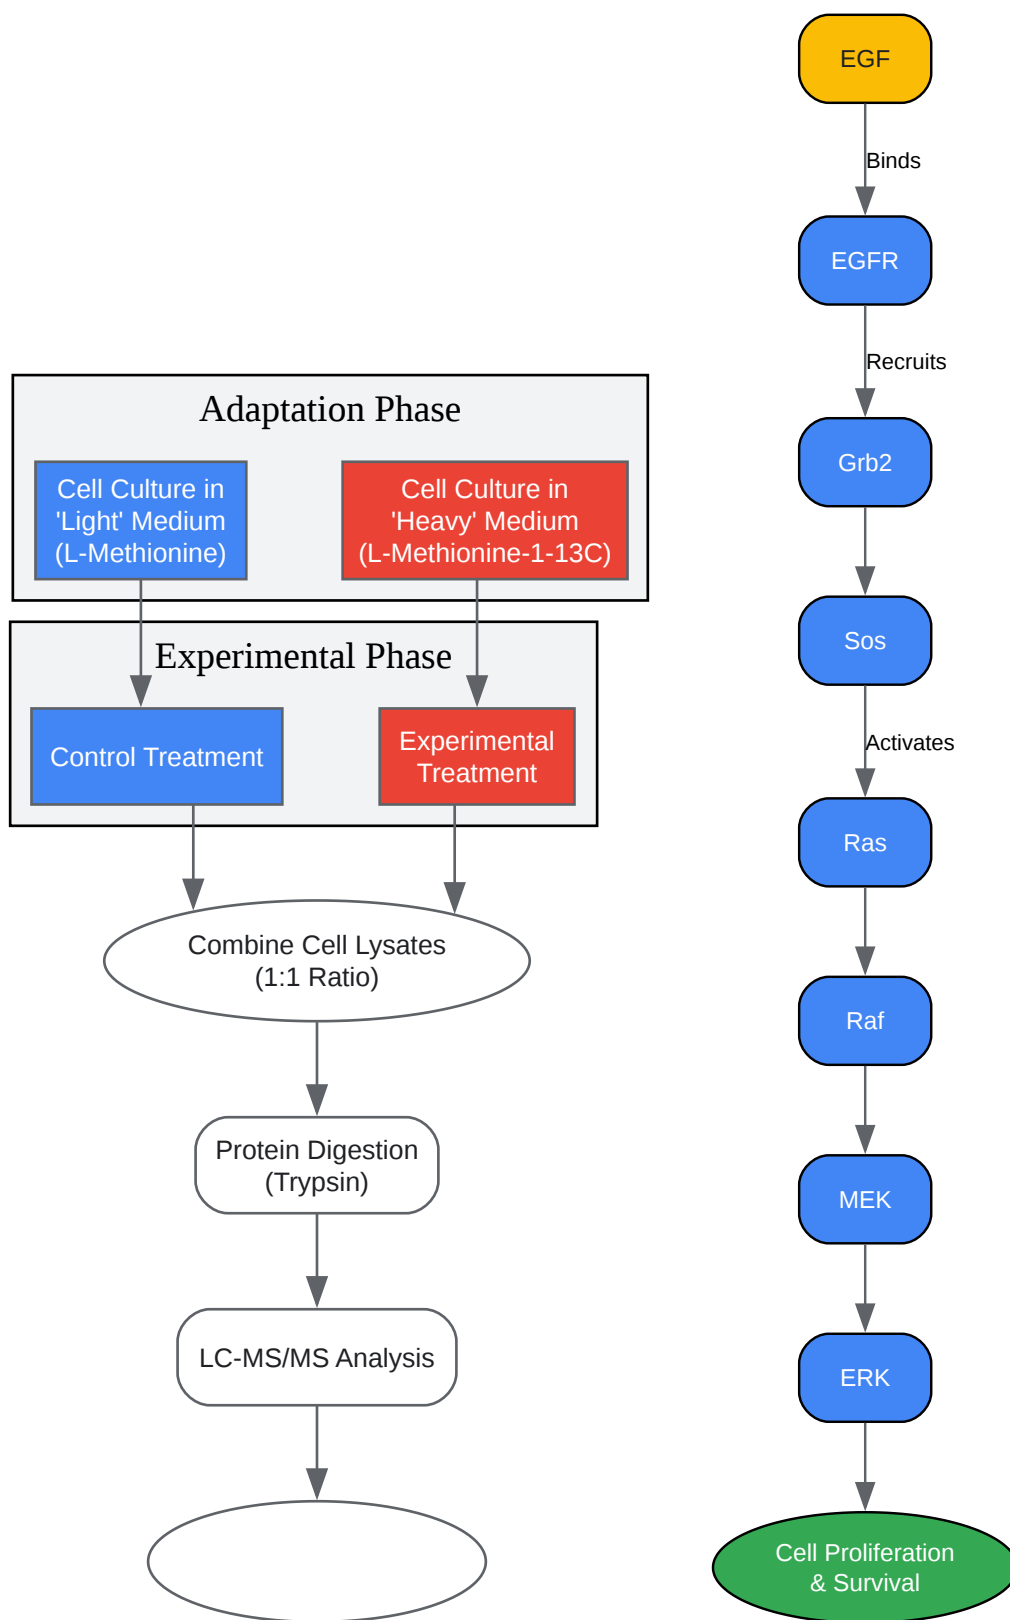 Adaptation Phase
Cell Culture in
'Light' Medium
(L-Methionine)
Cell Culture in
'Heavy' Medium
(L-Methionine-1-13C)
Experimental Phase
Control Treatment
Experimental
Treatment
Combine Cell Lysates
(1:1 Ratio)
Protein Digestion
(Trypsin)
LC-MS/MS Analysis
EGF
Binds
EGFR
Recruits
Grb2
Sos
Activates
Ras
Raf
MEK
ERK
Cell Proliferation
& Survival